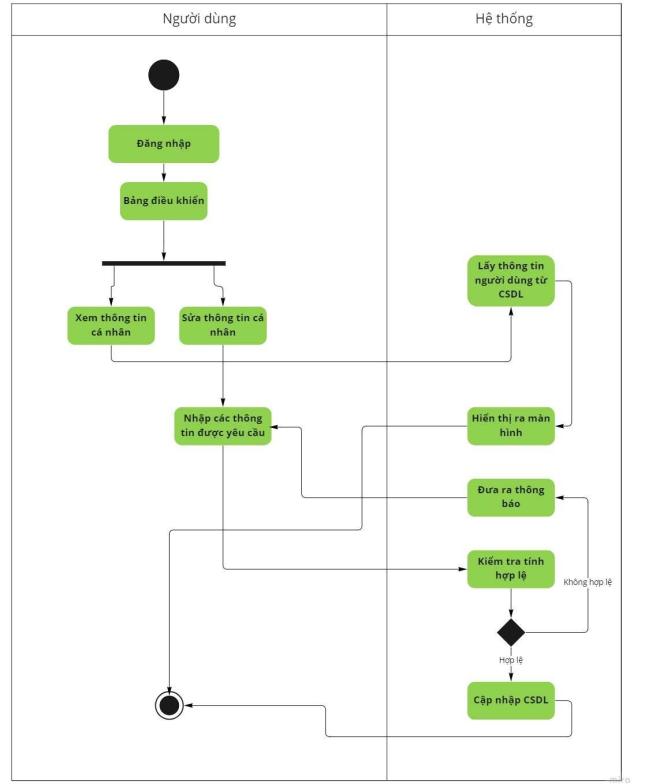 Người dùng
Hệ thống
Đăng nhập
Bảng điều khiển
Lấy thông tin
người dùng từ
CSDL
Xem thông tin
cá nhân
Sửa thông tin cá
nhân
Nhập các thông
tin được yêu cầu
Hiển thị ra màn
hình
Đưa ra thông
báo
Kiểm tra tính
hợp lệ
Không hợp lệ
Hợp lệ
Cập nhập CSDL
miro